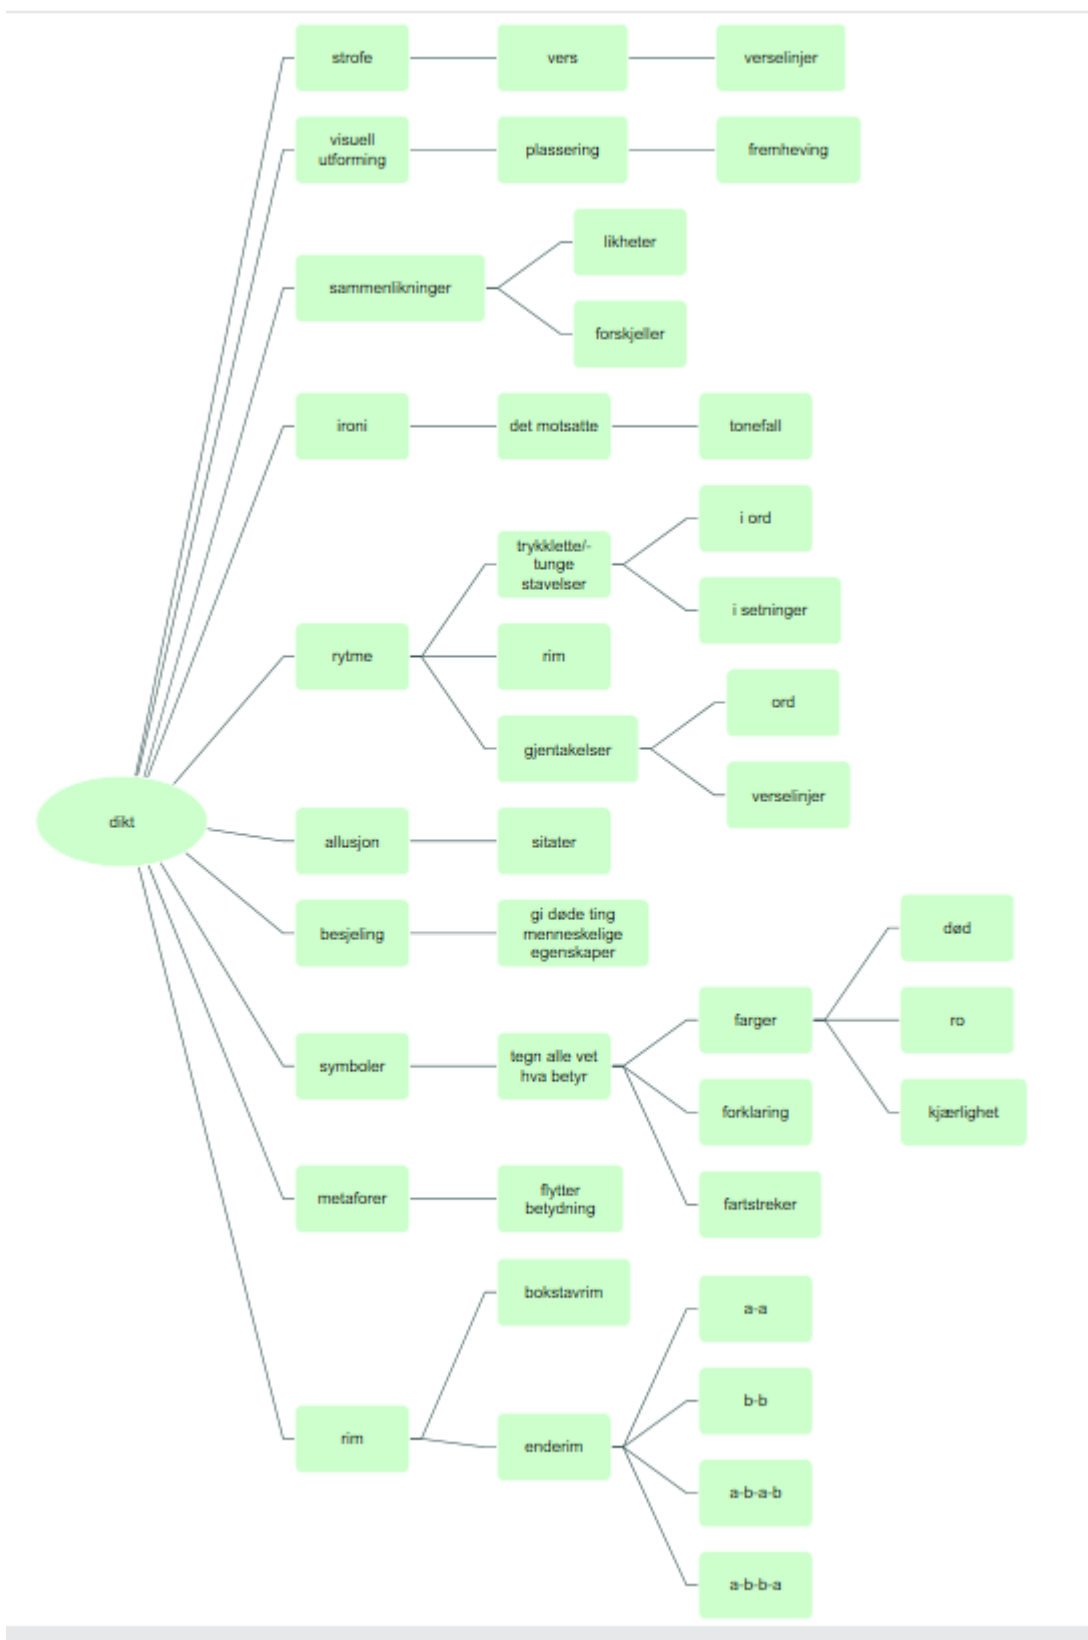 strofe
vers
verselinjer
visuell
utforming
plassering
fremheving
sammenlikninger
likheter
forskjeller
ironi
det motsatte
tonefall
rytme
trykklette/-
tunge
stavelser
i ord
i setninger
rim
gjentakelser
ord
verselinjer
dikt
allusjon
sitater
besjeling
gi døde ting
menneskelige
egenskaper
symboler
tegn alle vet
hva betyr
farger
død
ro
kjærlighet
forklaring
fartstreker
metaforer
flytter
betydning
rim
bokstavrim
enderim
a-a
b-b
a-b-a-b
a-b-b-a